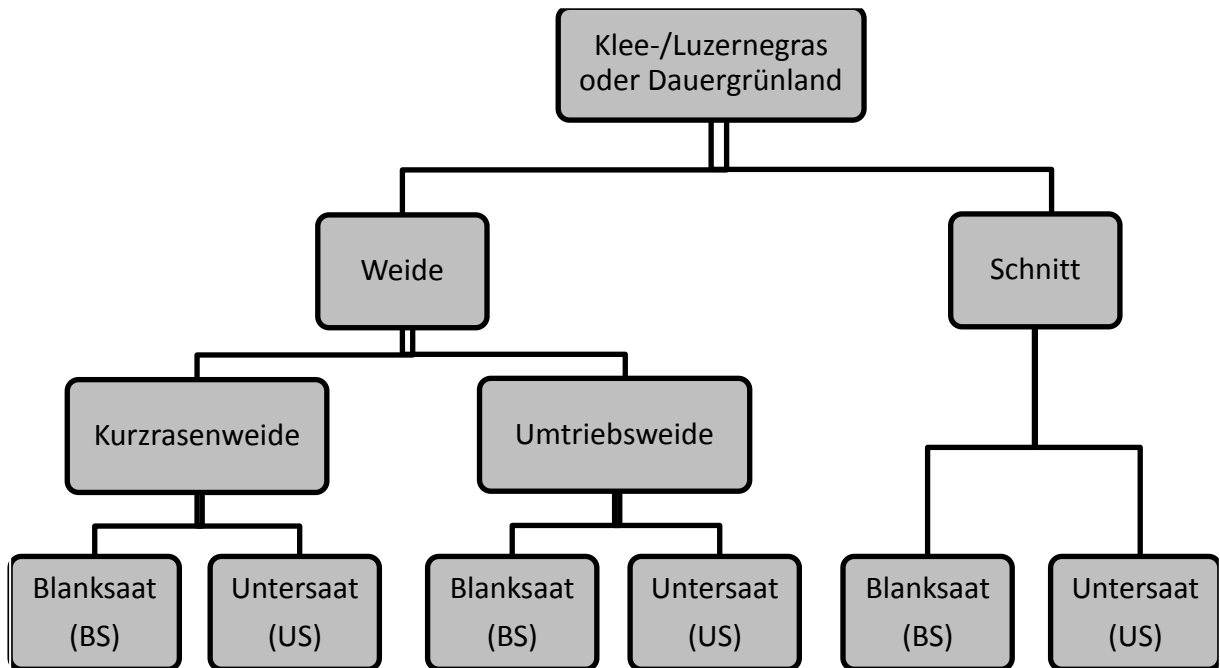 Klee-/Luzernegras
oder Dauergrünland
Weide
Schnitt
Kurzrasenweide
Umtriebsweide
Blanksaat
(BS)
Untersaat
(US)
Blanksaat
(BS)
Untersaat
(US)
Blanksaat
(BS)
Untersaat
(US)